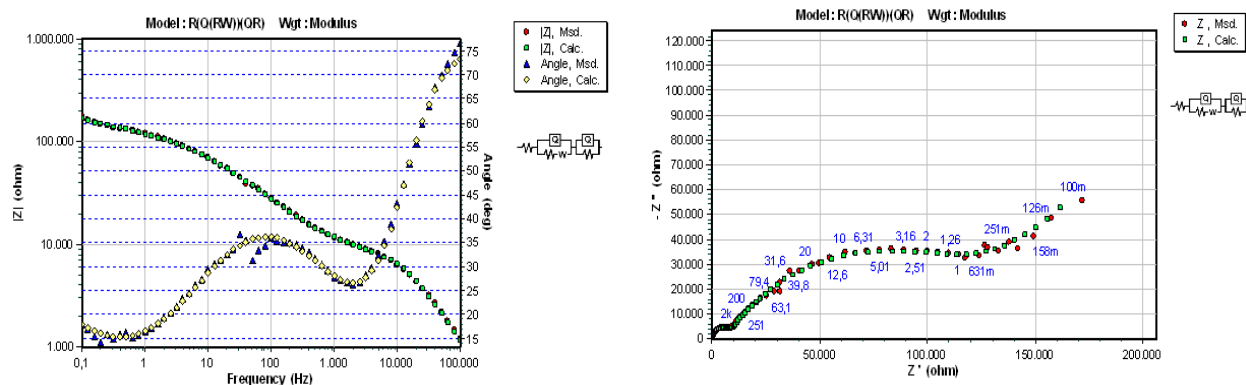 Model : R(Q(RW))(QR) Wgt : Modulus
|Z| (ohm)
1.000.000
100.000
10.000
1.000
0,1
1
10
100
1.000
10.000
100.000
Frequency (Hz)
75
70
65
60
55
50
45
40
35
30
25
20
15
Angle (deg)
|Z|, Msd.
|Z|, Calc.
Angle, Msd.
Angle, Calc.
Q
W
Q
Model : R(Q(RW))(QR) Wgt : Modulus
-Z'' (ohm)
120.000
110.000
100.000
90.000
80.000
70.000
60.000
50.000
40.000
30.000
20.000
10.000
0
0
50.000
100.000
150.000
200.000
Z' (ohm)
2k
200
251
79,4
63,1
31,6
39,8
20
12,6
10
6,31
5,01
3,16
2,51
2
1,26
1
631m
251m
158m
126m
100m
Z , Msd.
Z , Calc.
Q
W
Q